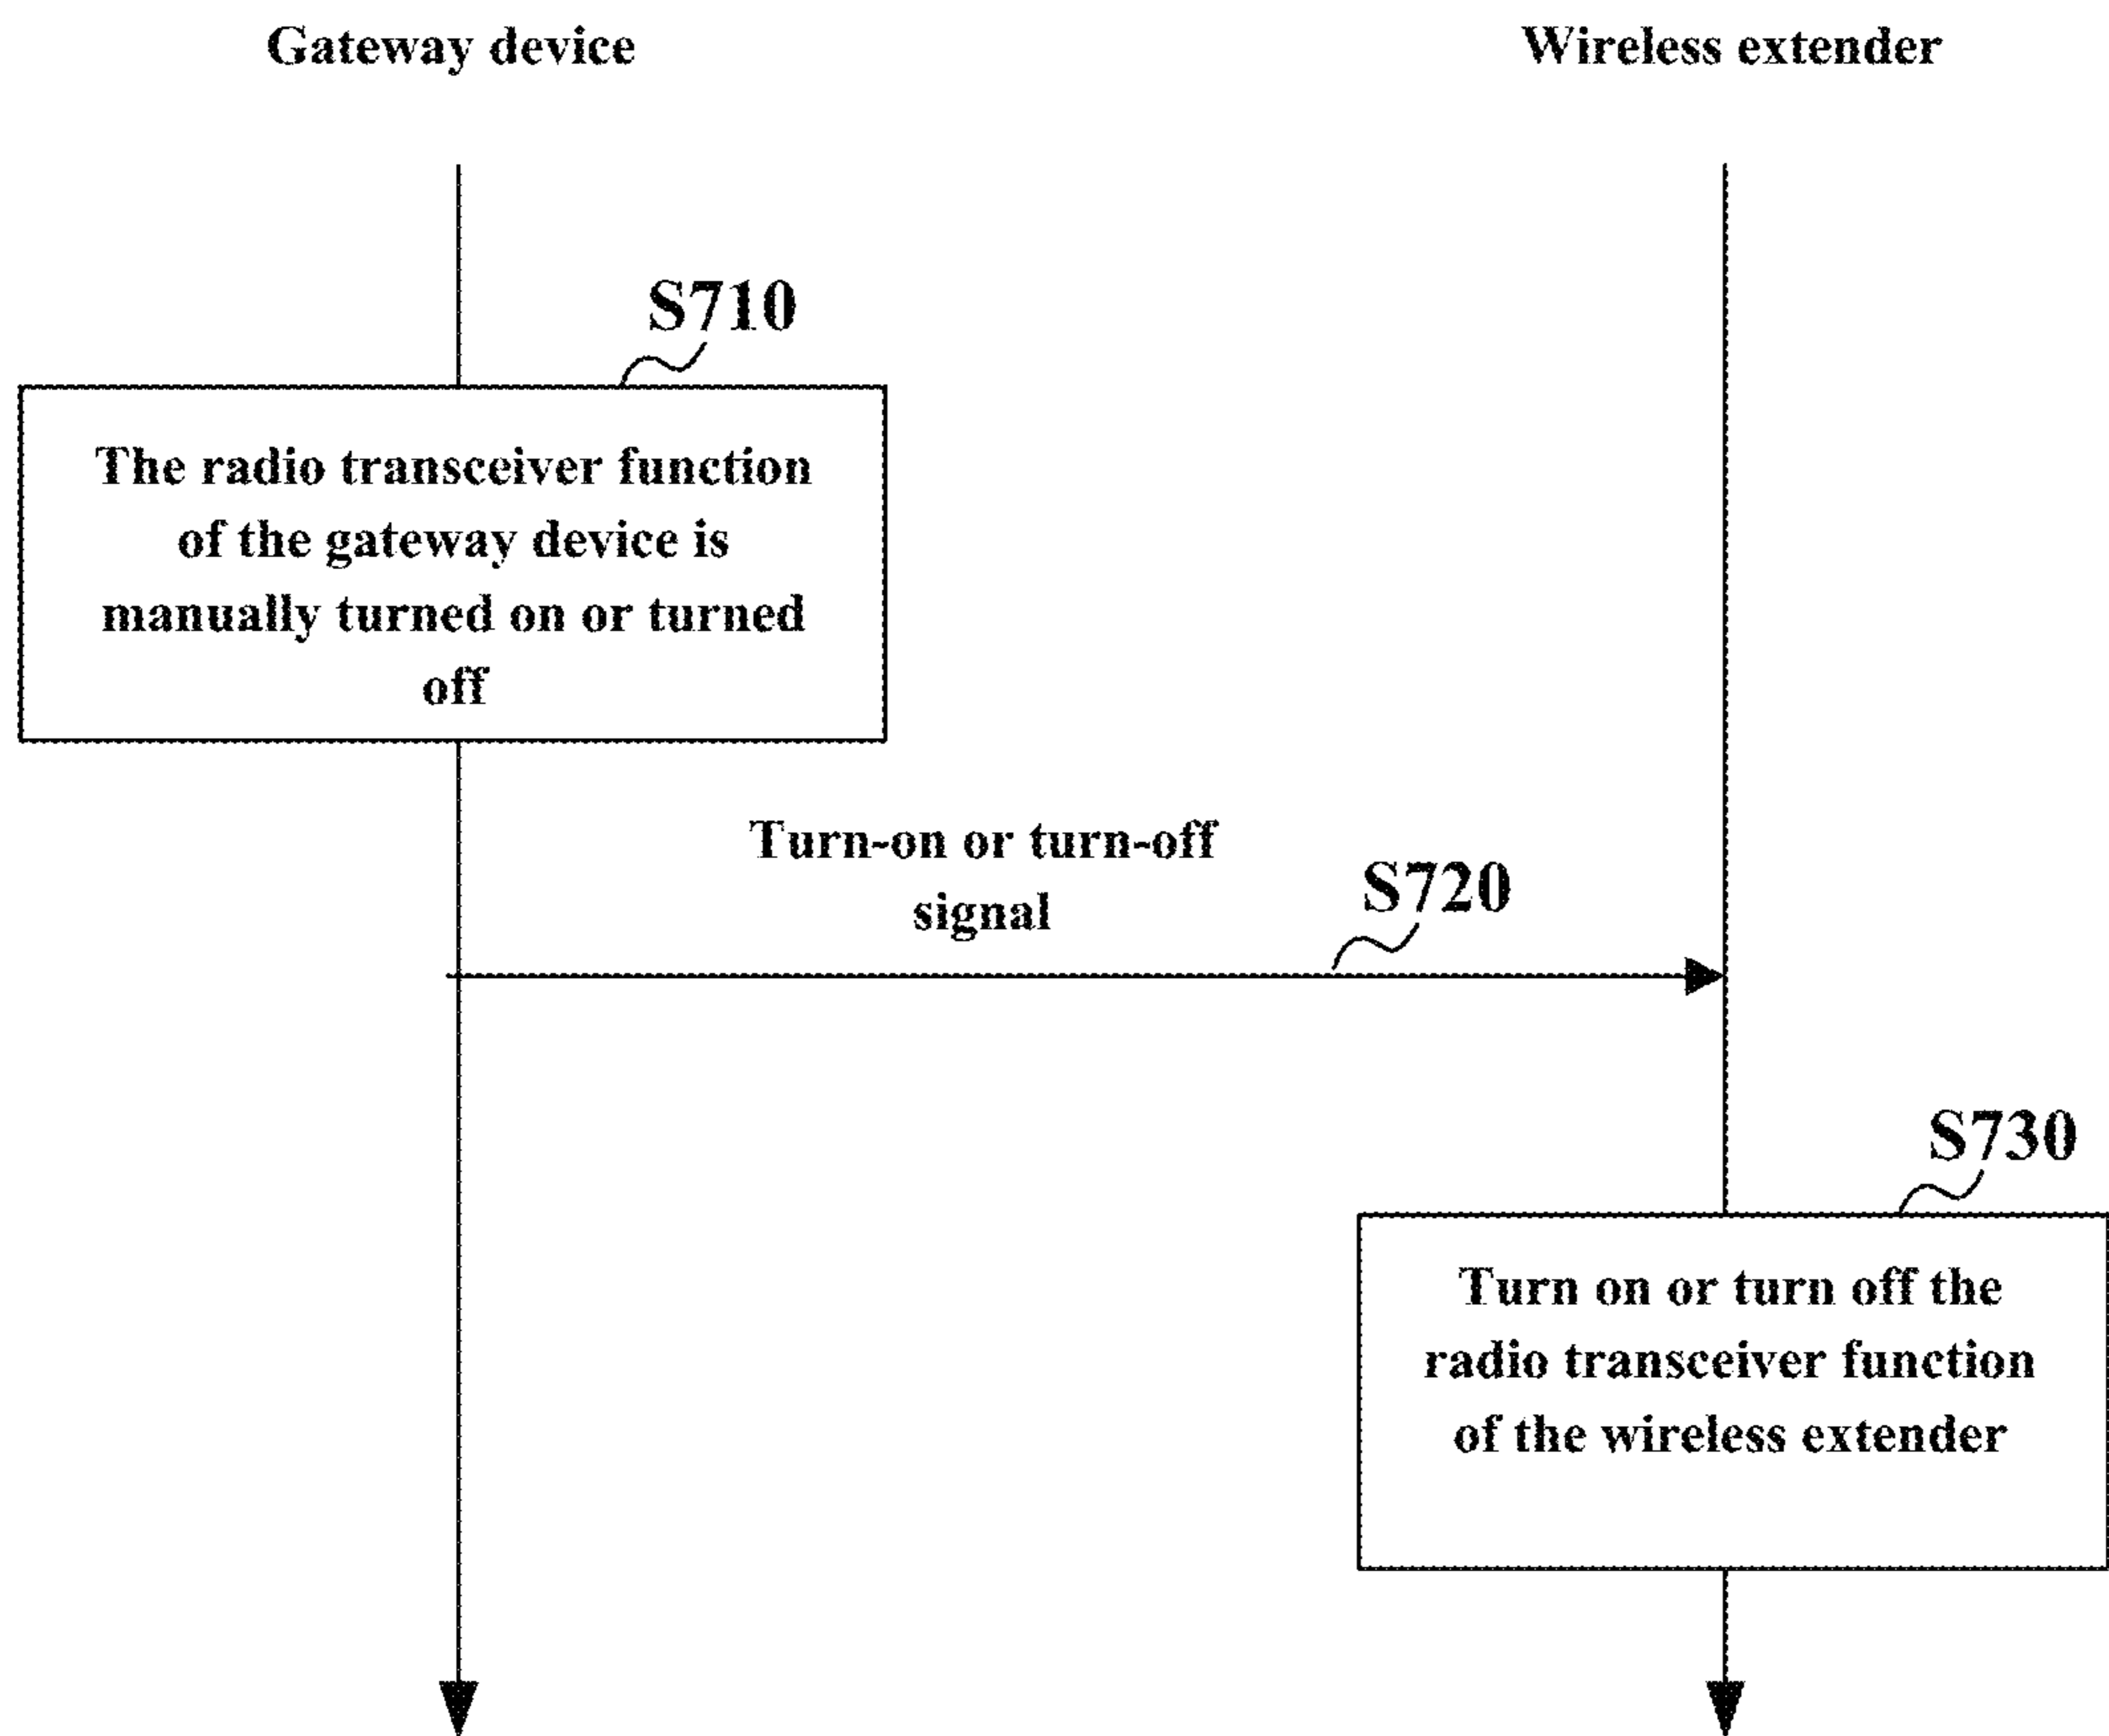 Gateway device
Wireless extender
S710
The radio transceiver function
of the gateway device is
manually turned on or turned
off
Turn-on or turn-off
signal
S720
S730
Turn on or turn off the
radio transceiver function
of the wireless extender